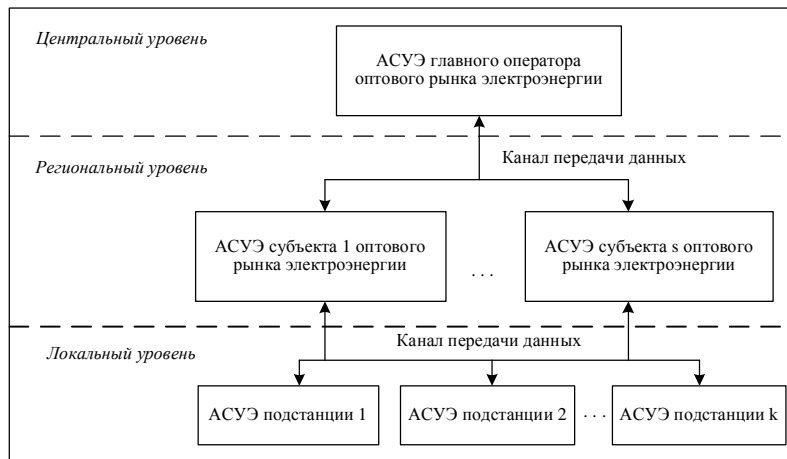 Центральный уровень
АСУЭ главного оператора
оптового рынка электроэнергии
Региональный уровень
Канал передачи данных
АСУЭ субъекта 1 оптового
рынка электроэнергии
. . .
АСУЭ субъекта s оптового
рынка электроэнергии
Локальный уровень
Канал передачи данных
АСУЭ подстанции 1
АСУЭ подстанции 2
. . .
АСУЭ подстанции k